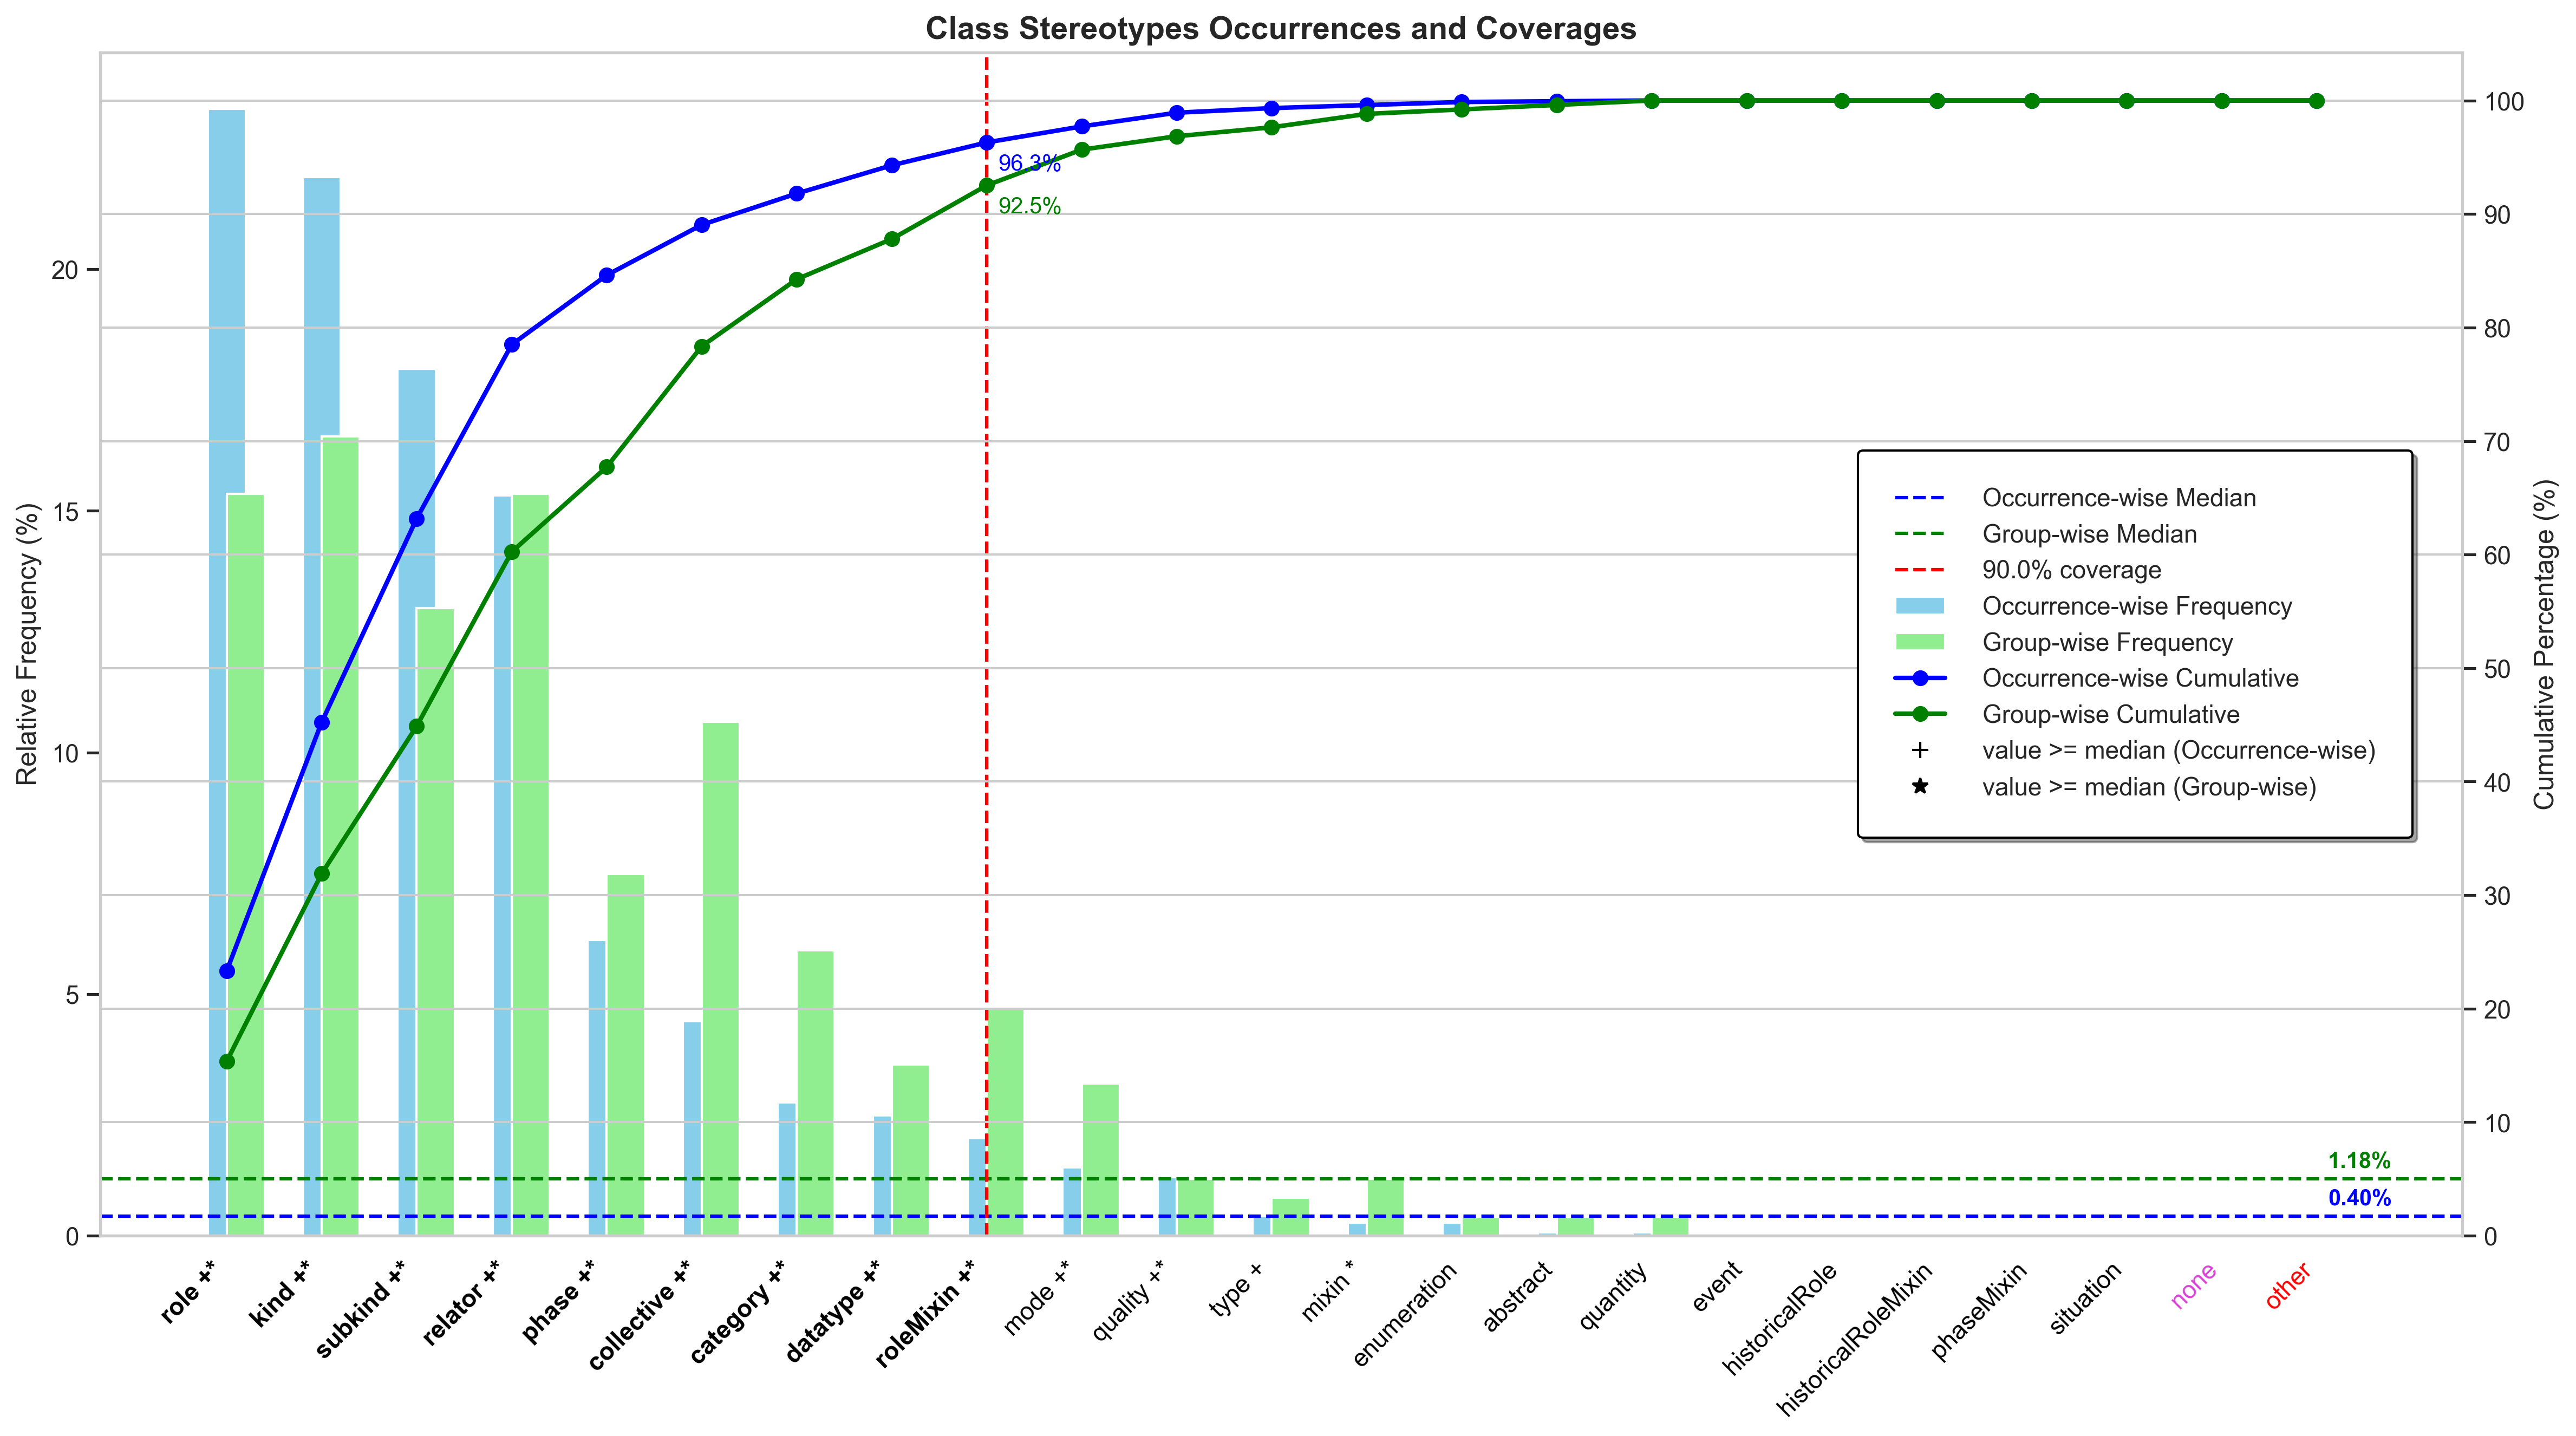 Class Stereotypes Occurrences and Coverages
Relative Frequency (%)
20
15
10
5
0
100
90
80
70
60
50
40
30
20
10
0
Cumulative Percentage (%)
96.3%
92.5%
1.18%
0.40%
Occurrence-wise Median
Group-wise Median
90.0% coverage
Occurrence-wise Frequency
Group-wise Frequency
Occurrence-wise Cumulative
Group-wise Cumulative
value >= median (Occurrence-wise)
value >= median (Group-wise)
role +*
kind +*
subkind +*
relator +*
phase +*
collective +*
category +*
datatype +*
roleMixin +*
mode +*
quality +*
type +
mixin *
enumeration
abstract
quantity
event
historicalRole
historicalRoleMixin
phaseMixin
situation
none
other